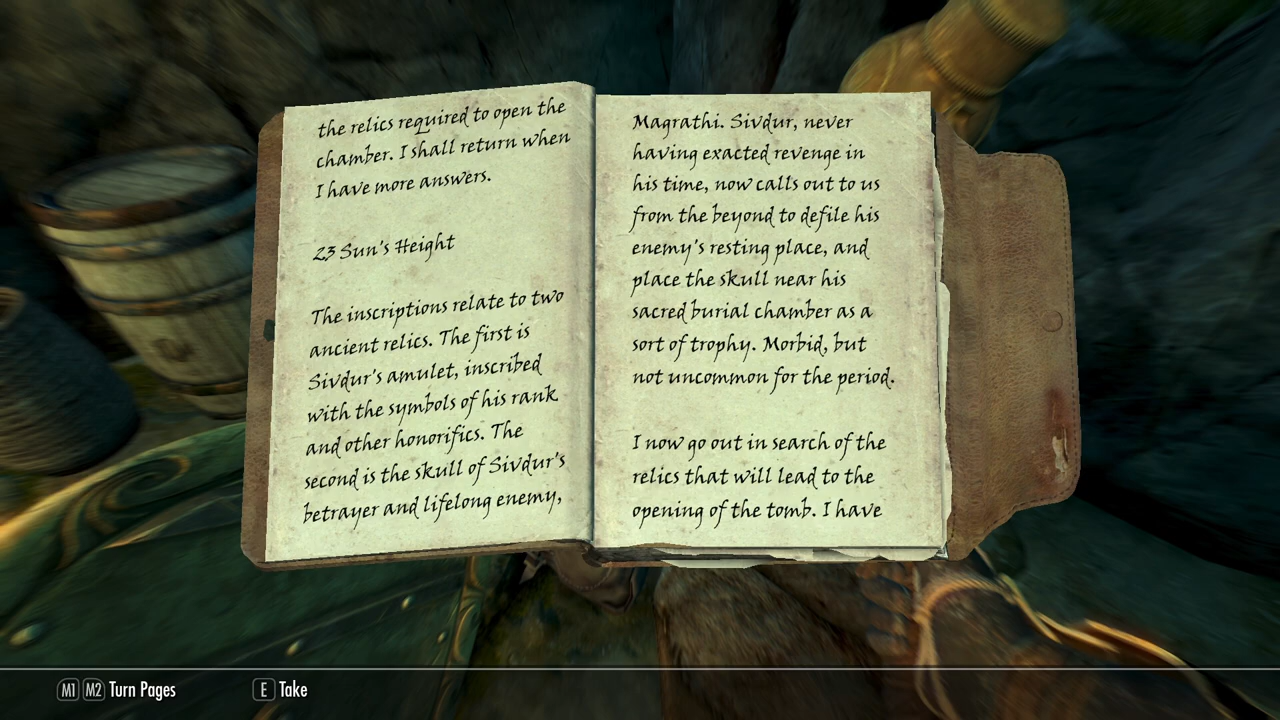 the relics required to open the
chamber. I shall return when
I have more answers.
23 Sun's Height
The inscriptions relate to two
ancient relics. The first is
Sivdur's amulet, inscribed
with the symbols of his rank
and other honorifics. The
second is the skull of Sivdur's
betrayer and lifelong enemy,
Magrathi. Sivdur, never
having exacted revenge in
his time, now calls out to us
from the beyond to defile his
enemy's resting place, and
place the skull near his
sacred burial chamber as a
sort of trophy. Morbid, but
not uncommon for the period.
I now go out in search of the
relics that will lead to the
opening of the tomb. I have
M1 M2 Turn Pages
E Take